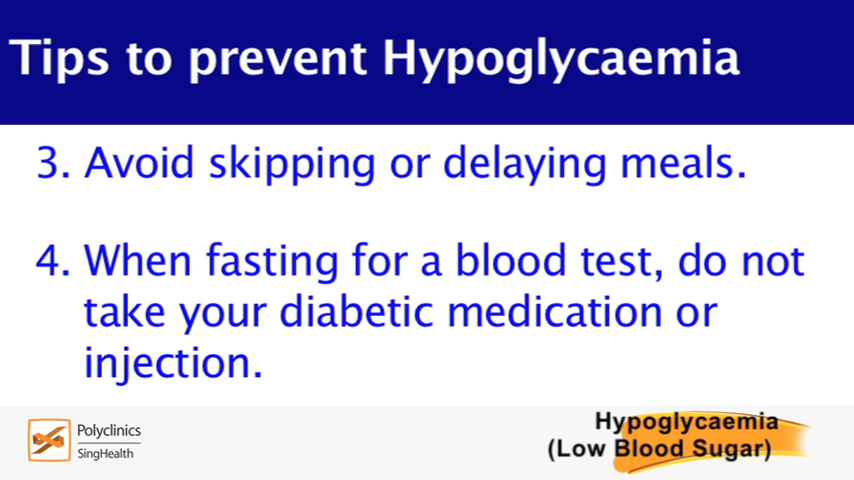 Tips to prevent Hypoglycaemia
3. Avoid skipping or delaying meals.
4. When fasting for a blood test, do not
take your diabetic medication or
injection.
Polyclinics
SingHealth
Hypoglycaemia
(Low Blood Sugar)